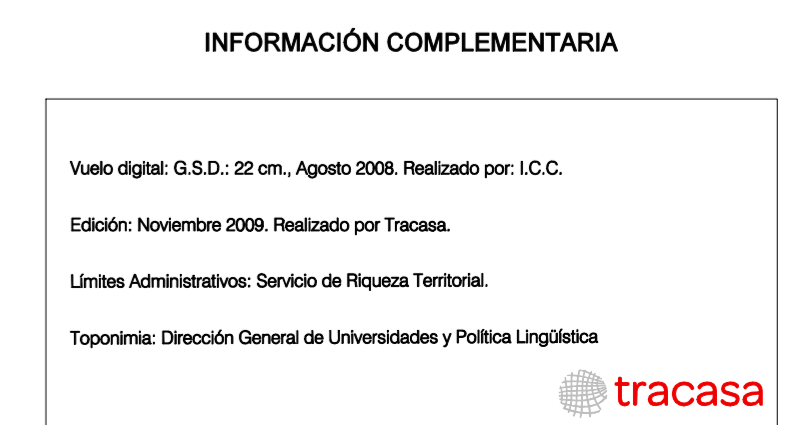 INFORMACIÓN COMPLEMENTARIA
Vuelo digital: G.S.D.: 22 cm., Agosto 2008. Realizado por: I.C.C.
Edición: Noviembre 2009. Realizado por Tracasa.
Límites Administrativos: Servicio de Riqueza Territorial.
Toponimia: Dirección General de Universidades y Política Lingüística
tracasa